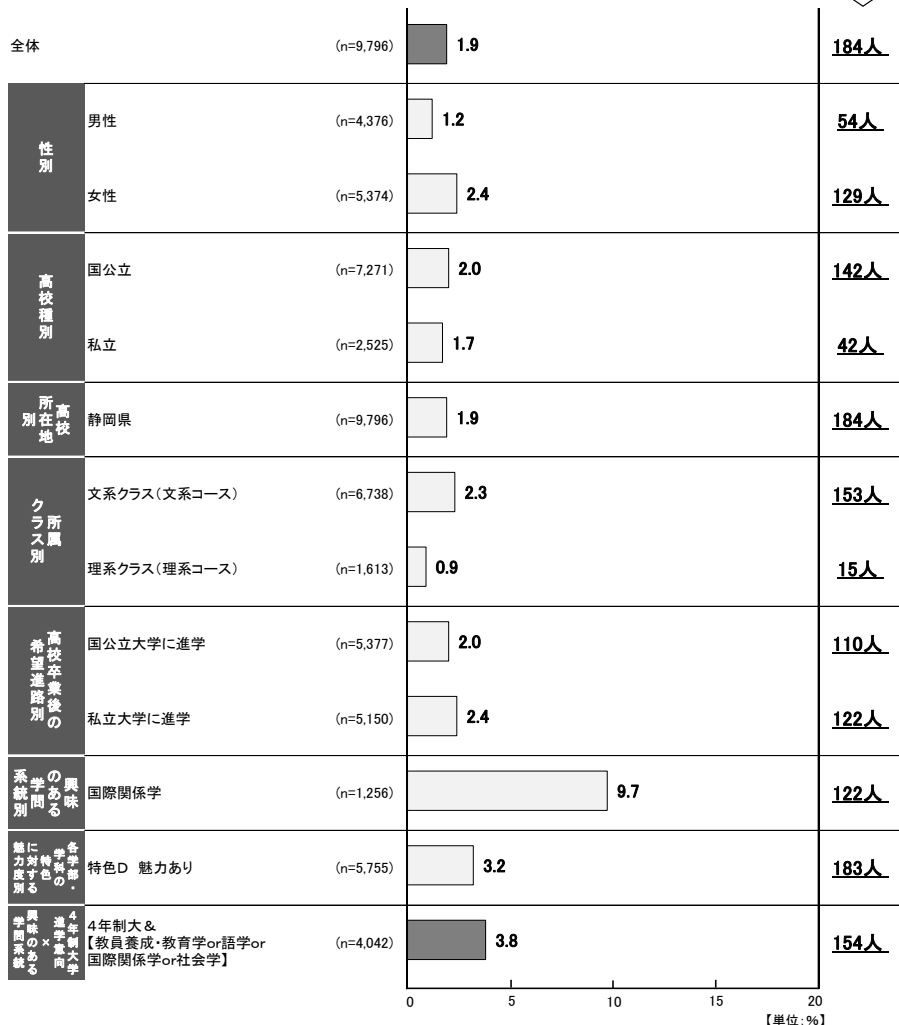 全体 (n=9,796) 1.9 184人
性別
男性 (n=4,376) 1.2 54人
女性 (n=5,374) 2.4 129人
高校種別
国公立 (n=7,271) 2.0 142人
私立 (n=2,525) 1.7 42人
高校所在地別
静岡県 (n=9,796) 1.9 184人
所属クラス別
文系クラス(文系コース) (n=6,738) 2.3 153人
理系クラス(理系コース) (n=1,613) 0.9 15人
高校卒業後の希望進路別
国公立大学に進学 (n=5,377) 2.0 110人
私立大学に進学 (n=5,150) 2.4 122人
興味のある学問系統別
国際関係学 (n=1,256) 9.7 122人
各学部・学科の特色に対する魅力度別
特色D 魅力あり (n=5,755) 3.2 183人
4年制大学進学意向×興味のある学問系統
4年制大&
【教員養成・教育学or語学or (n=4,042) 3.8 154人
国際関係学or社会学】
0 5 10 15 20
【単位:%】